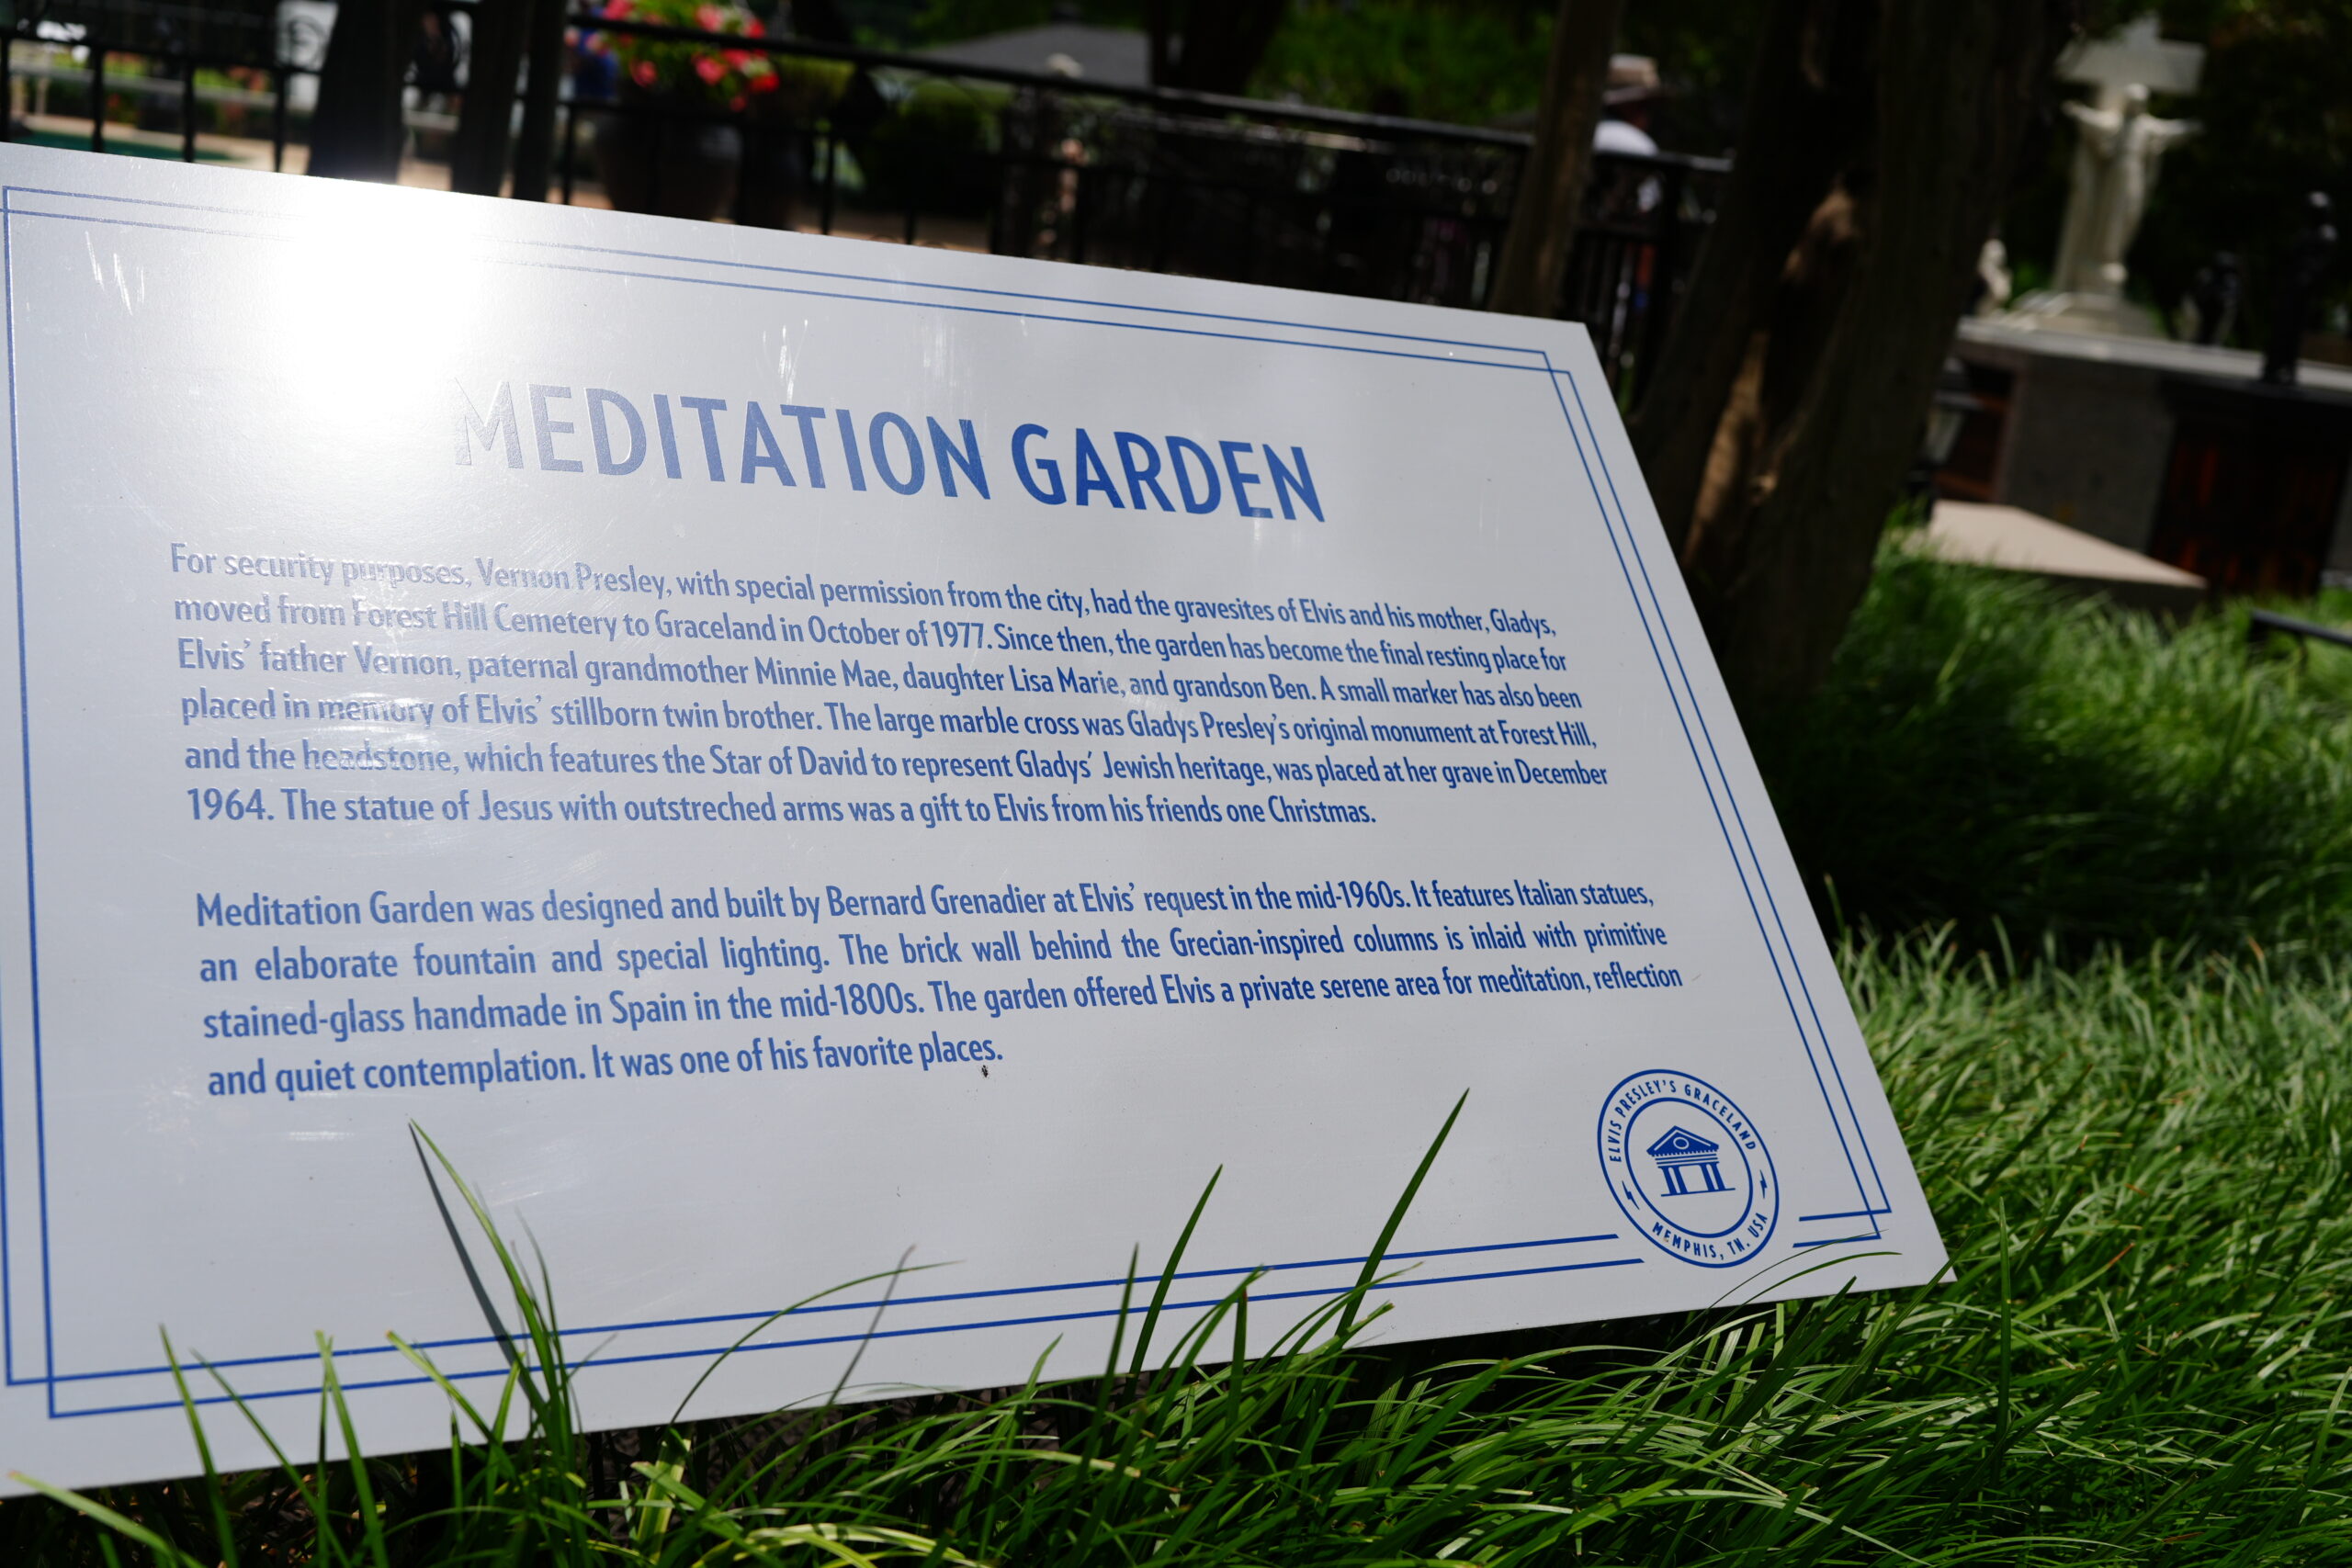 MEDITATION GARDEN
For security purposes, Vernon Presley, with special permission from the city, had the gravesites of Elvis and his mother, Gladys,
moved from Forest Hill Cemetery to Graceland in October of 1977. Since then, the garden has become the final resting place for
Elvis' father Vernon, paternal grandmother Minnie Mae, daughter Lisa Marie, and grandson Ben. A small marker has also been
placed in memory of Elvis' stillborn twin brother. The large marble cross was Gladys Presley's original monument at Forest Hill,
and the headstone, which features the Star of David to represent Gladys' Jewish heritage, was placed at her grave in December
1964. The statue of Jesus with outstreched arms was a gift to Elvis from his friends one Christmas.
Meditation Garden was designed and built by Bernard Grenadier at Elvis' request in the mid-1960s. It features Italian statues,
an elaborate fountain and special lighting. The brick wall behind the Grecian-inspired columns is inlaid with primitive
stained-glass handmade in Spain in the mid-1800s. The garden offered Elvis a private serene area for meditation, reflection
and quiet contemplation. It was one of his favorite places.
ELVIS PRESLEY'S GRACELAND
MEMPHIS, TN. USA